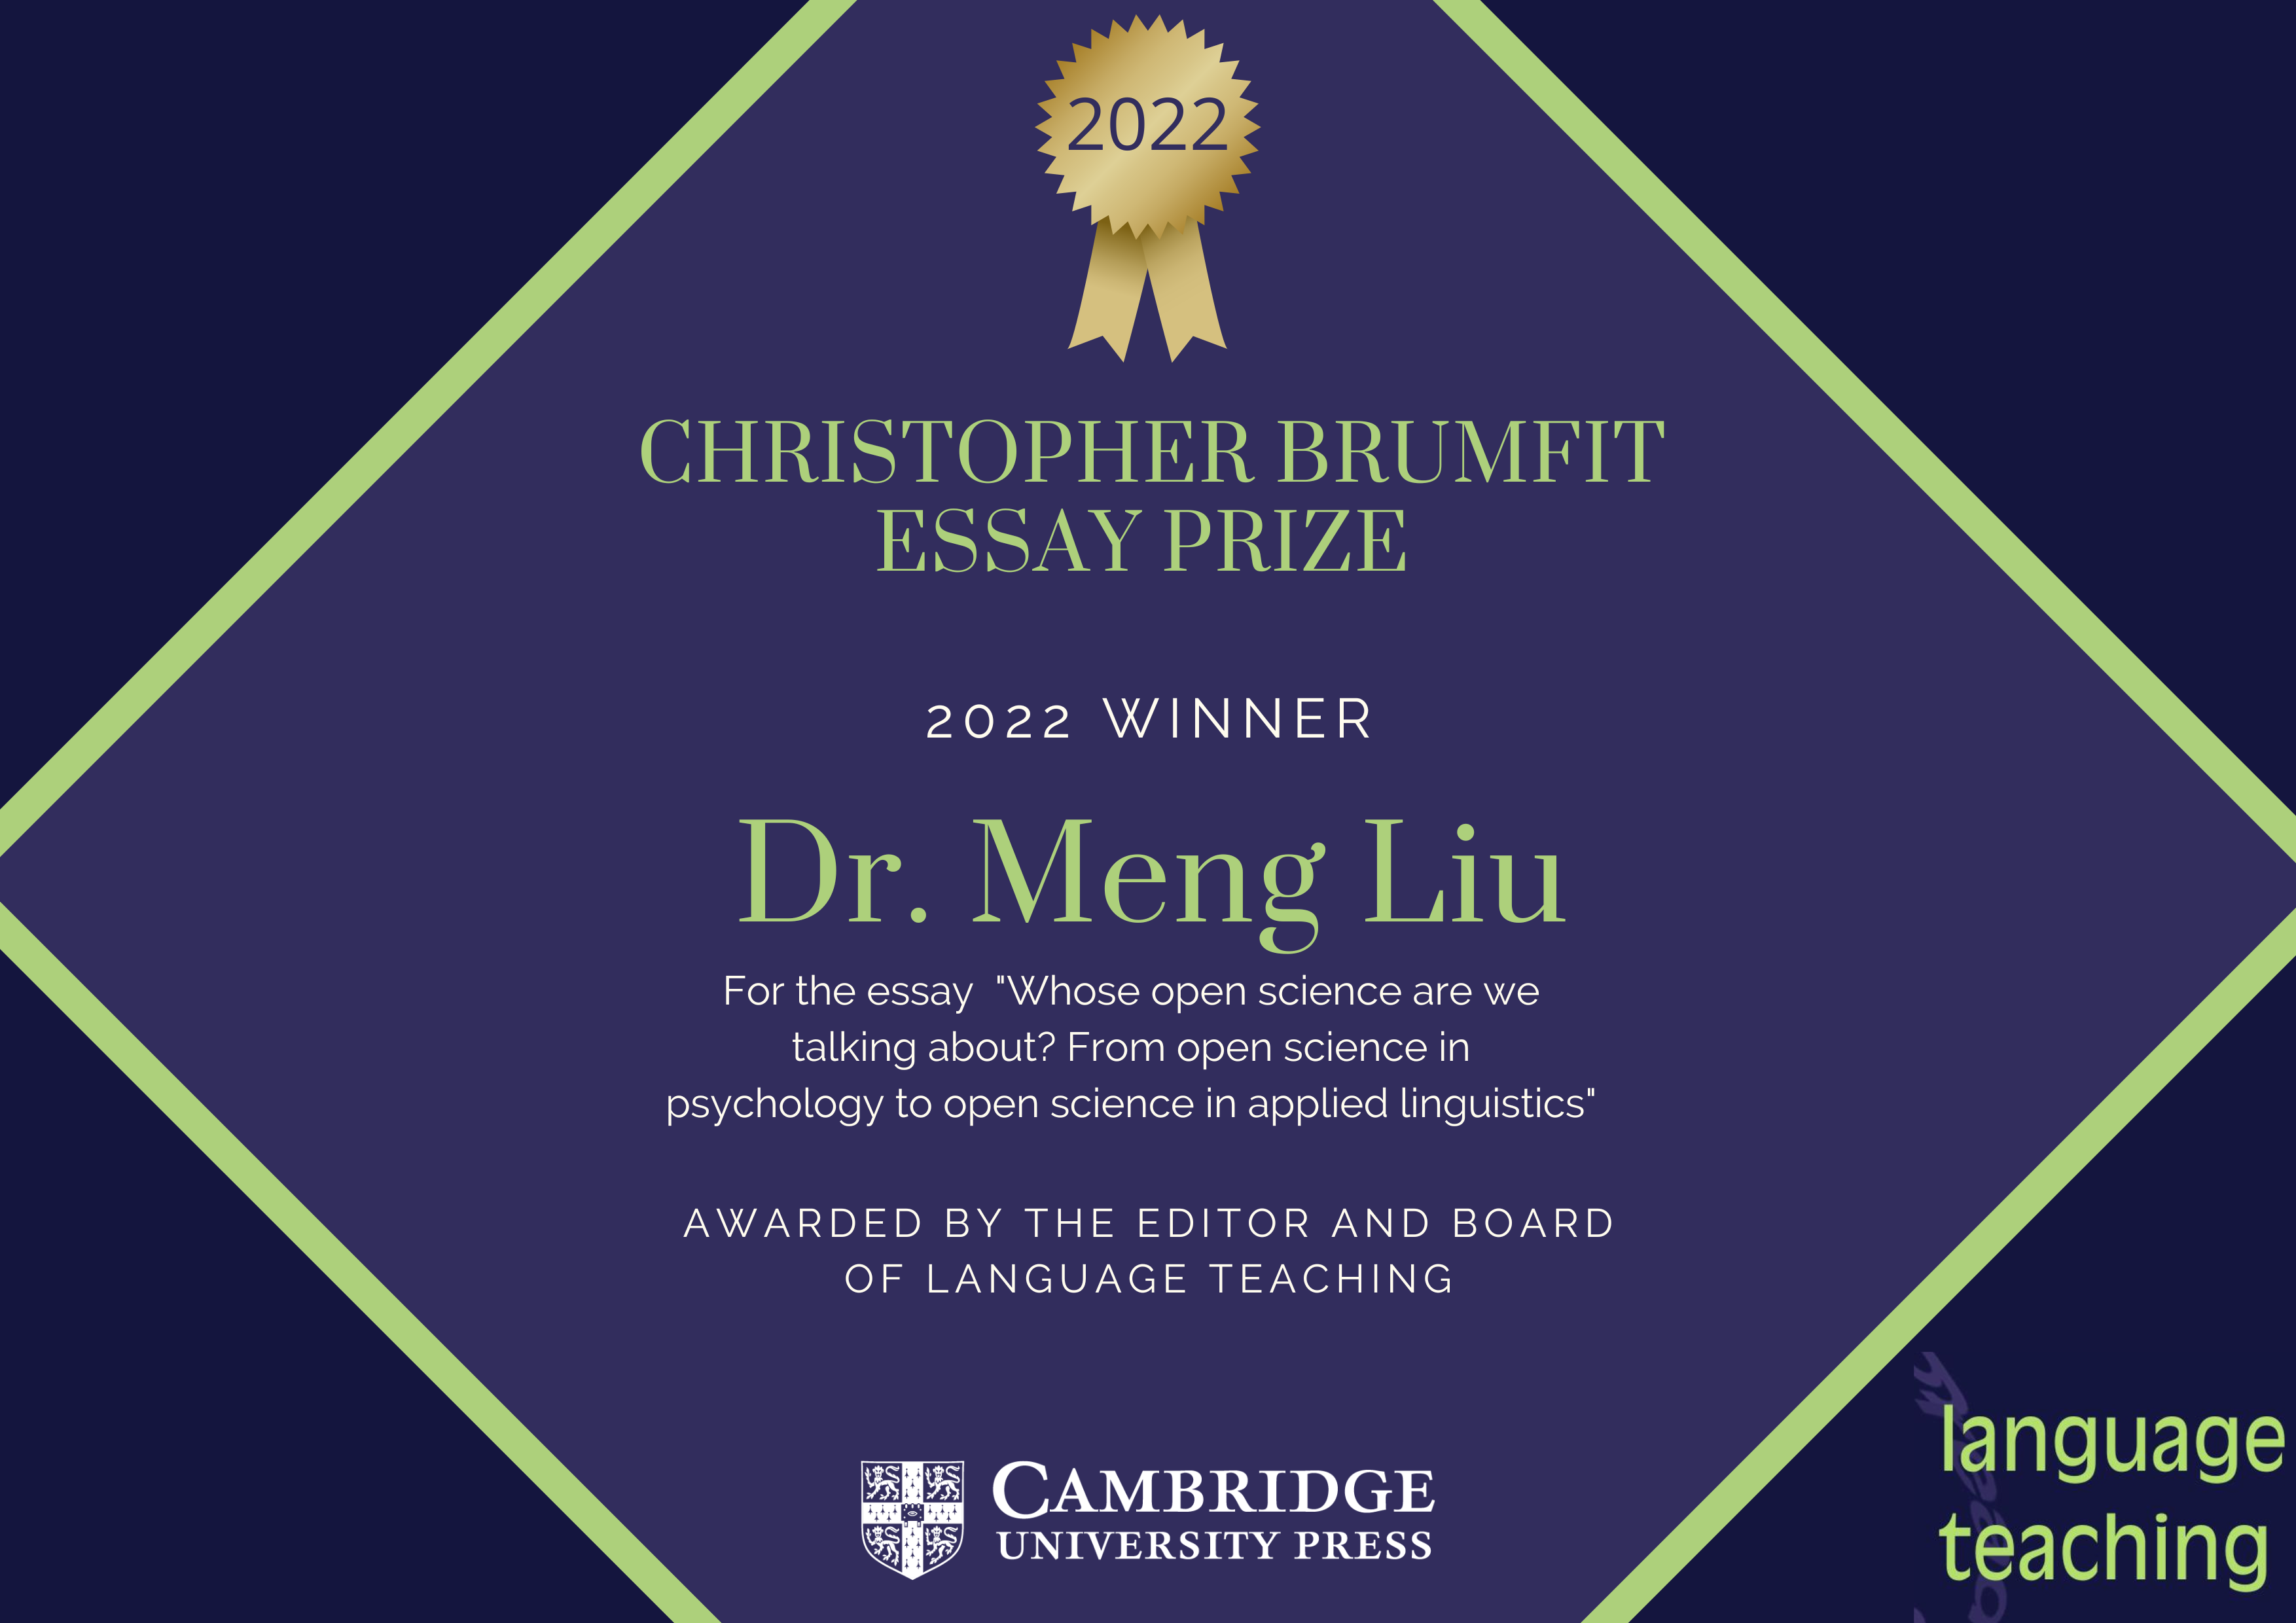 2022
CHRISTOPHER BRUMFIT
ESSAY PRIZE
2022 WINNER
Dr. Meng Liu
For the essay  "Whose open science are we
talking about? From open science in
psychology to open science in applied linguistics"
AWARDED BY THE EDITOR AND BOARD
OF LANGUAGE TEACHING
CAMBRIDGE
UNIVERSITY PRESS
language
teaching